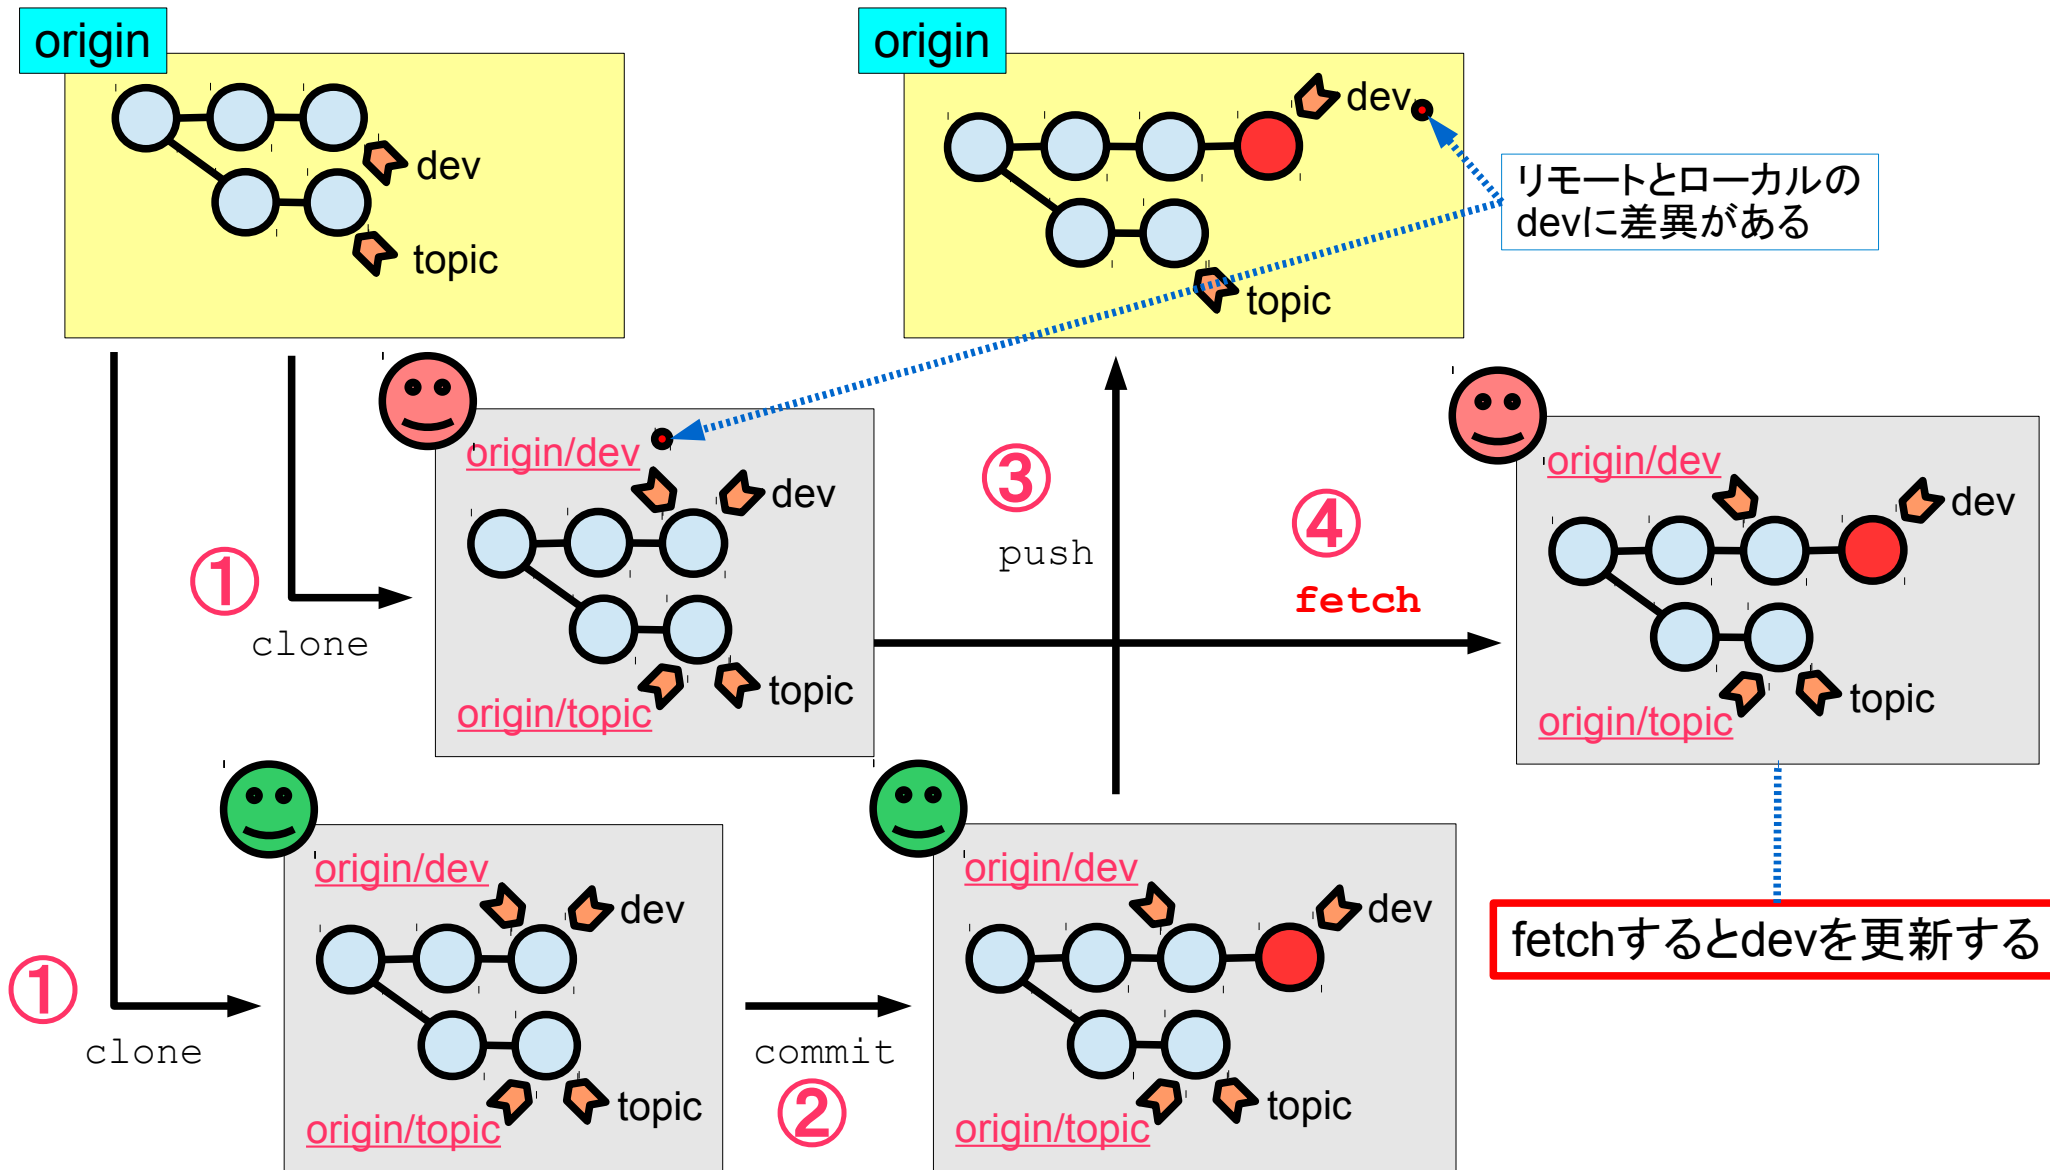 origin
dev
topic
origin
dev
topic
リモートとローカルの
devに差異がある
①
clone
origin/dev
dev
topic
origin/topic
③
push
④
fetch
origin/dev
dev
topic
origin/topic
①
clone
origin/dev
dev
topic
origin/topic
commit
②
origin/dev
dev
topic
origin/topic
fetchするとdevを更新する